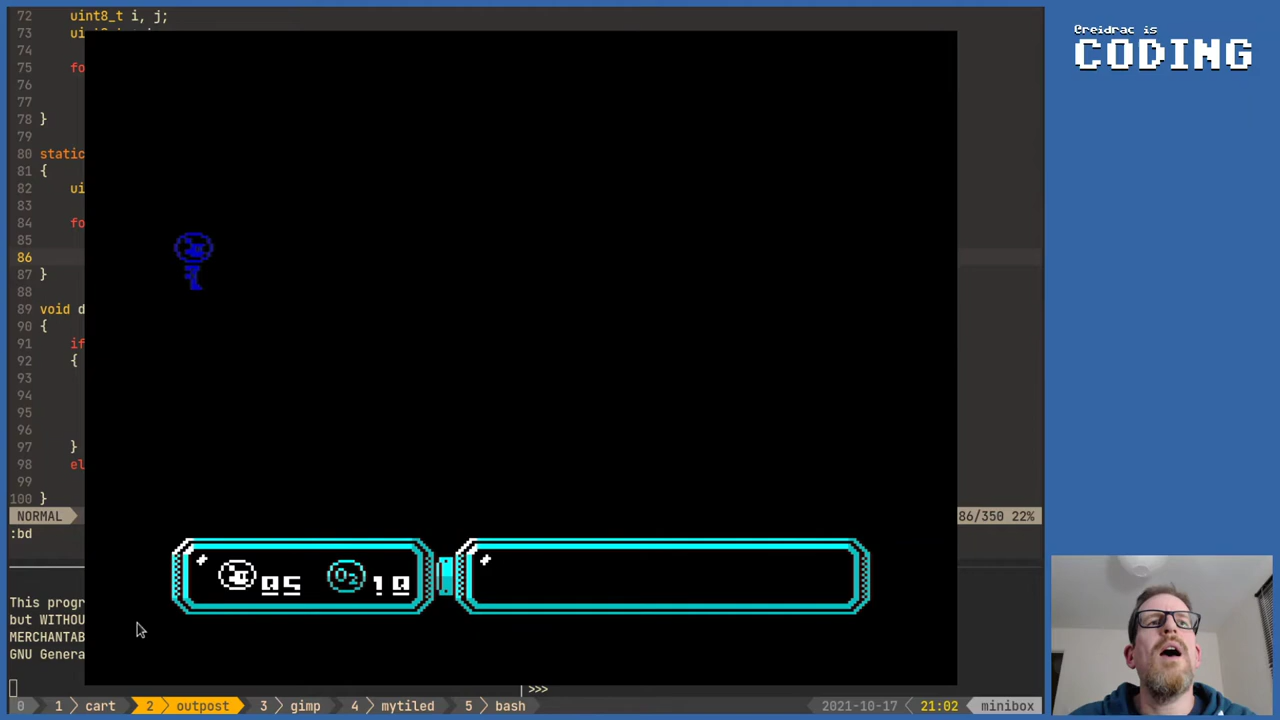 72 uint8_t i, j;
73
74
75 fo
76
77
78 }
79
80 static
81 {
82 ui
83
84 fo
85
86
87 }
88
89 void d
90 {
91 if
92 {
93
94
95
96
97 }
98 el
99
100 }
NORMAL 86/350 22%
:bd
This progr
but WITHOU
MERCHANTAB
GNU Genera
>>>
05 O2 10
0 1 cart 2 outpost 3 gimp 4 mytiled 5 bash 2021-10-17 21:02 minibox
@reidrac is
CODING